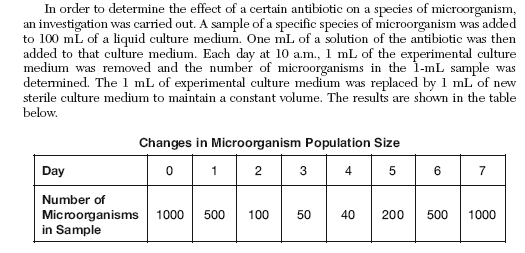 In order to determine the effect of a certain antibiotic on a species of microorganism,
an investigation was carried out. A sample of a specific species of microorganism was added
to 100 mL of a liquid culture medium. One mL of a solution of the antibiotic was then
added to that culture medium. Each day at 10 a.m., 1 mL of the experimental culture
medium was removed and the number of microorganisms in the 1-mL sample was
determined. The 1 mL of experimental culture medium was replaced by 1 mL of new
sterile culture medium to maintain a constant volume. The results are shown in the table
below.
Changes in Microorganism Population Size
Day 0 1 2 3 4 5 6 7
Number of
Microorganisms 1000 500 100 50 40 200 500 1000
in Sample